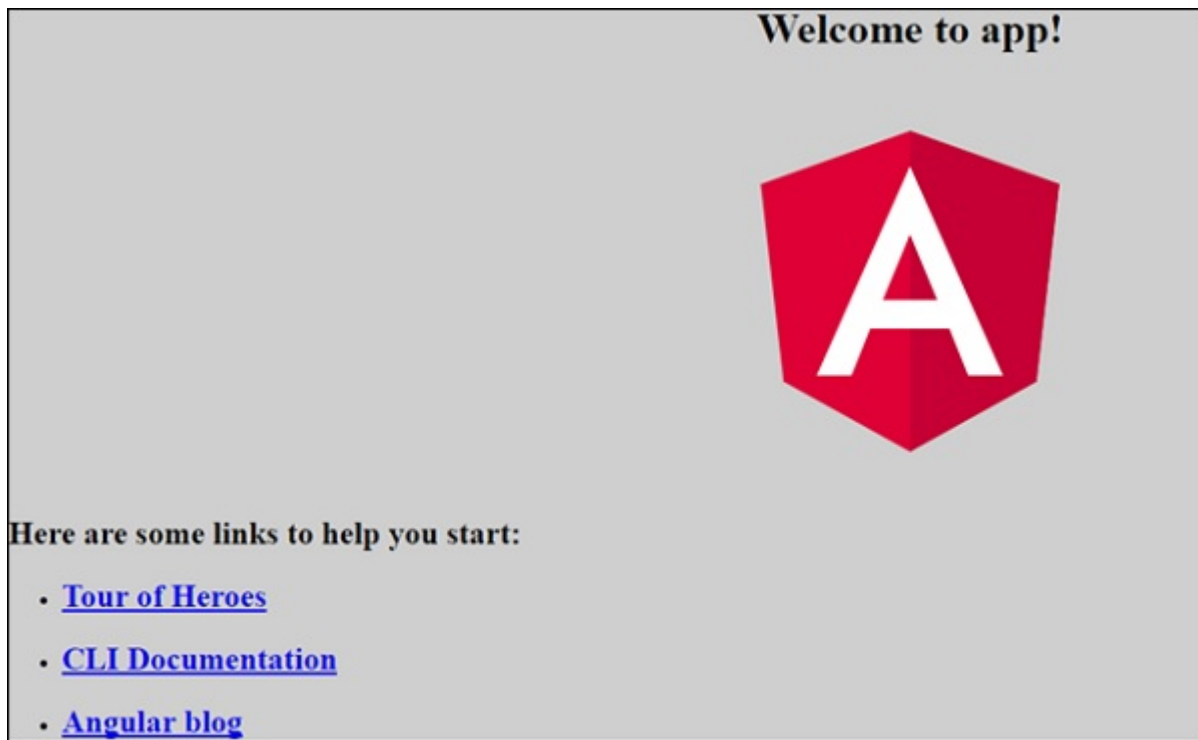 Welcome to app!
A
Here are some links to help you start:
Tour of Heroes
CLI Documentation
Angular blog